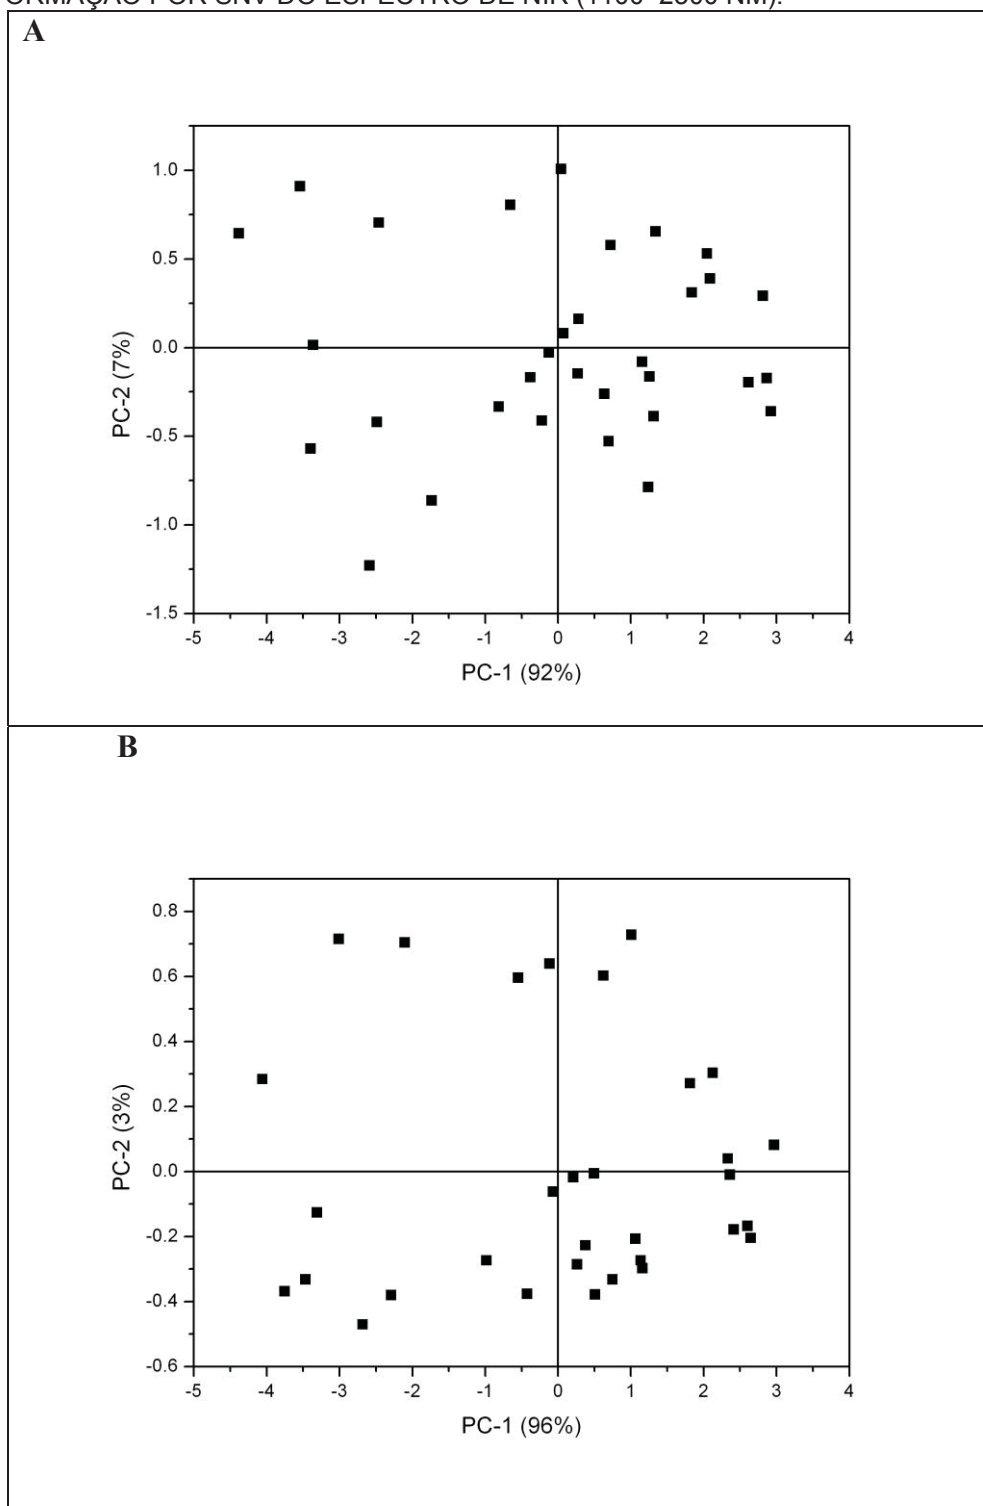 ORMAÇÃO POR SNV DO ESPECTRO DE NIR (1100–2500 NM).
A
1.0
0.5
0.0
-0.5
-1.0
-1.5
PC-2 (7%)
-5 -4 -3 -2 -1 0 1 2 3 4
PC-1 (92%)
B
0.8
0.6
0.4
0.2
0.0
-0.2
-0.4
-0.6
PC-2 (3%)
-5 -4 -3 -2 -1 0 1 2 3 4
PC-1 (96%)